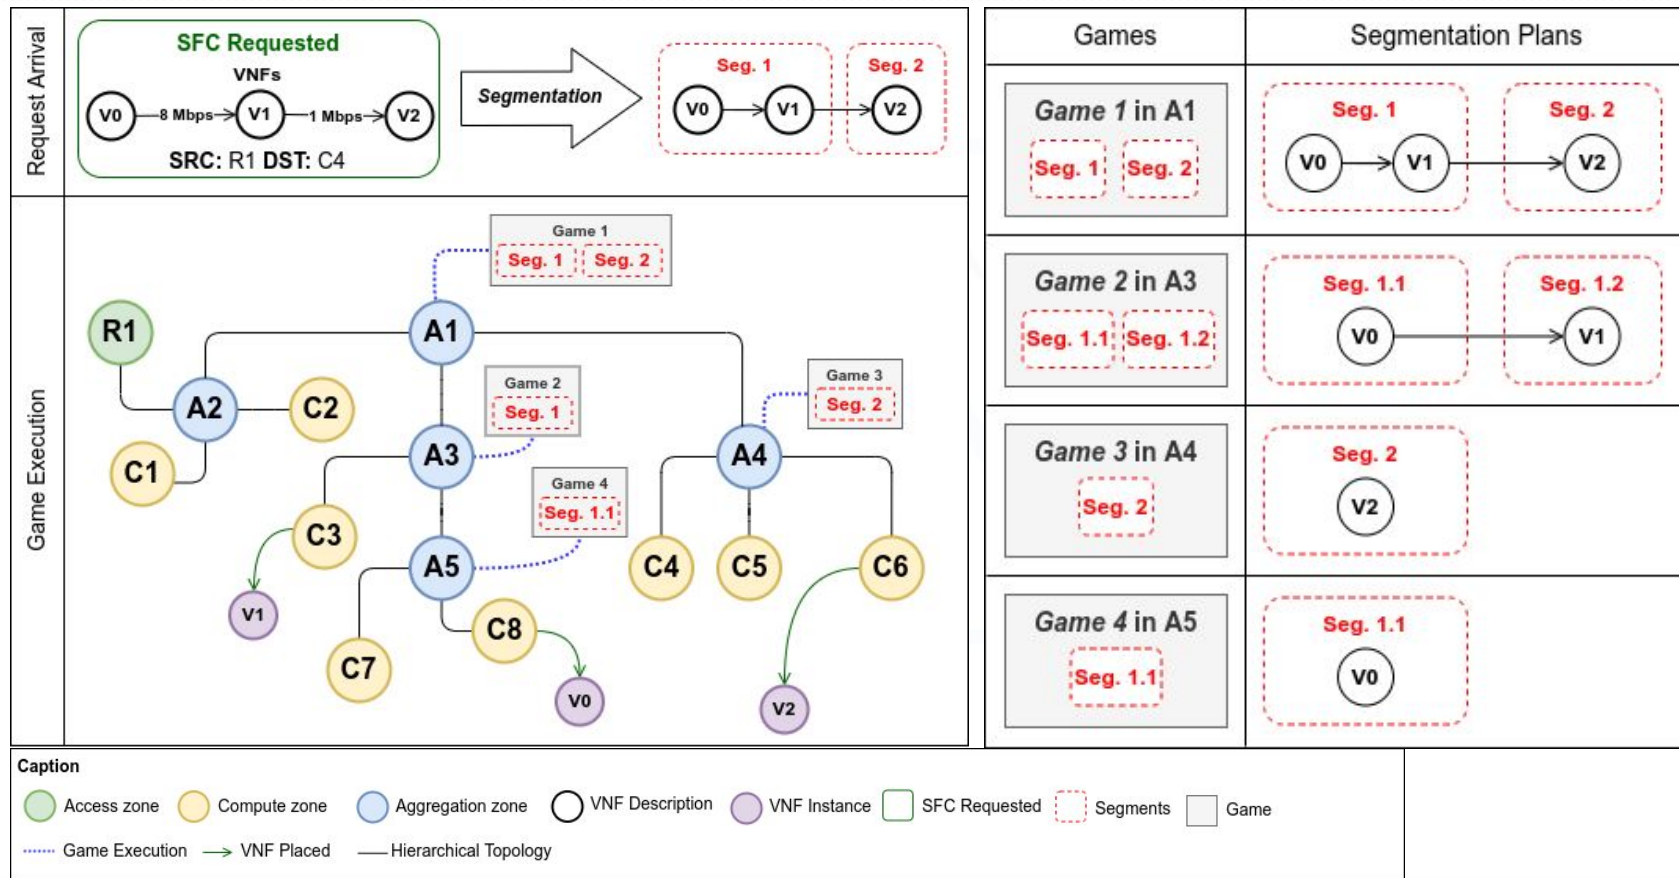 Request Arrival
SFC Requested
VNFs
V0 8 Mbps V1 1 Mbps V2
SRC: R1 DST: C4
Segmentation
Seg. 1 Seg. 2
V0 V1 V2
Game Execution
Game 1
Seg. 1 Seg. 2
R1
A1
A2
C2
C1
Game 2
Seg. 1
Game 3
Seg. 2
A3
A4
Game 4
Seg. 1.1
C3
A5
C4
C5
C6
V1
C7
C8
V0
V2
Games Segmentation Plans
Game 1 in A1
Seg. 1 Seg. 2
Seg. 1 Seg. 2
V0 V1 V2
Game 2 in A3
Seg. 1.1 Seg. 1.2
Seg. 1.1 Seg. 1.2
V0 V1
Game 3 in A4
Seg. 2
Seg. 2
V2
Game 4 in A5
Seg. 1.1
Seg. 1.1
V0
Caption
Access zone Compute zone Aggregation zone VNF Description VNF Instance SFC Requested Segments Game
Game Execution VNF Placed Hierarchical Topology